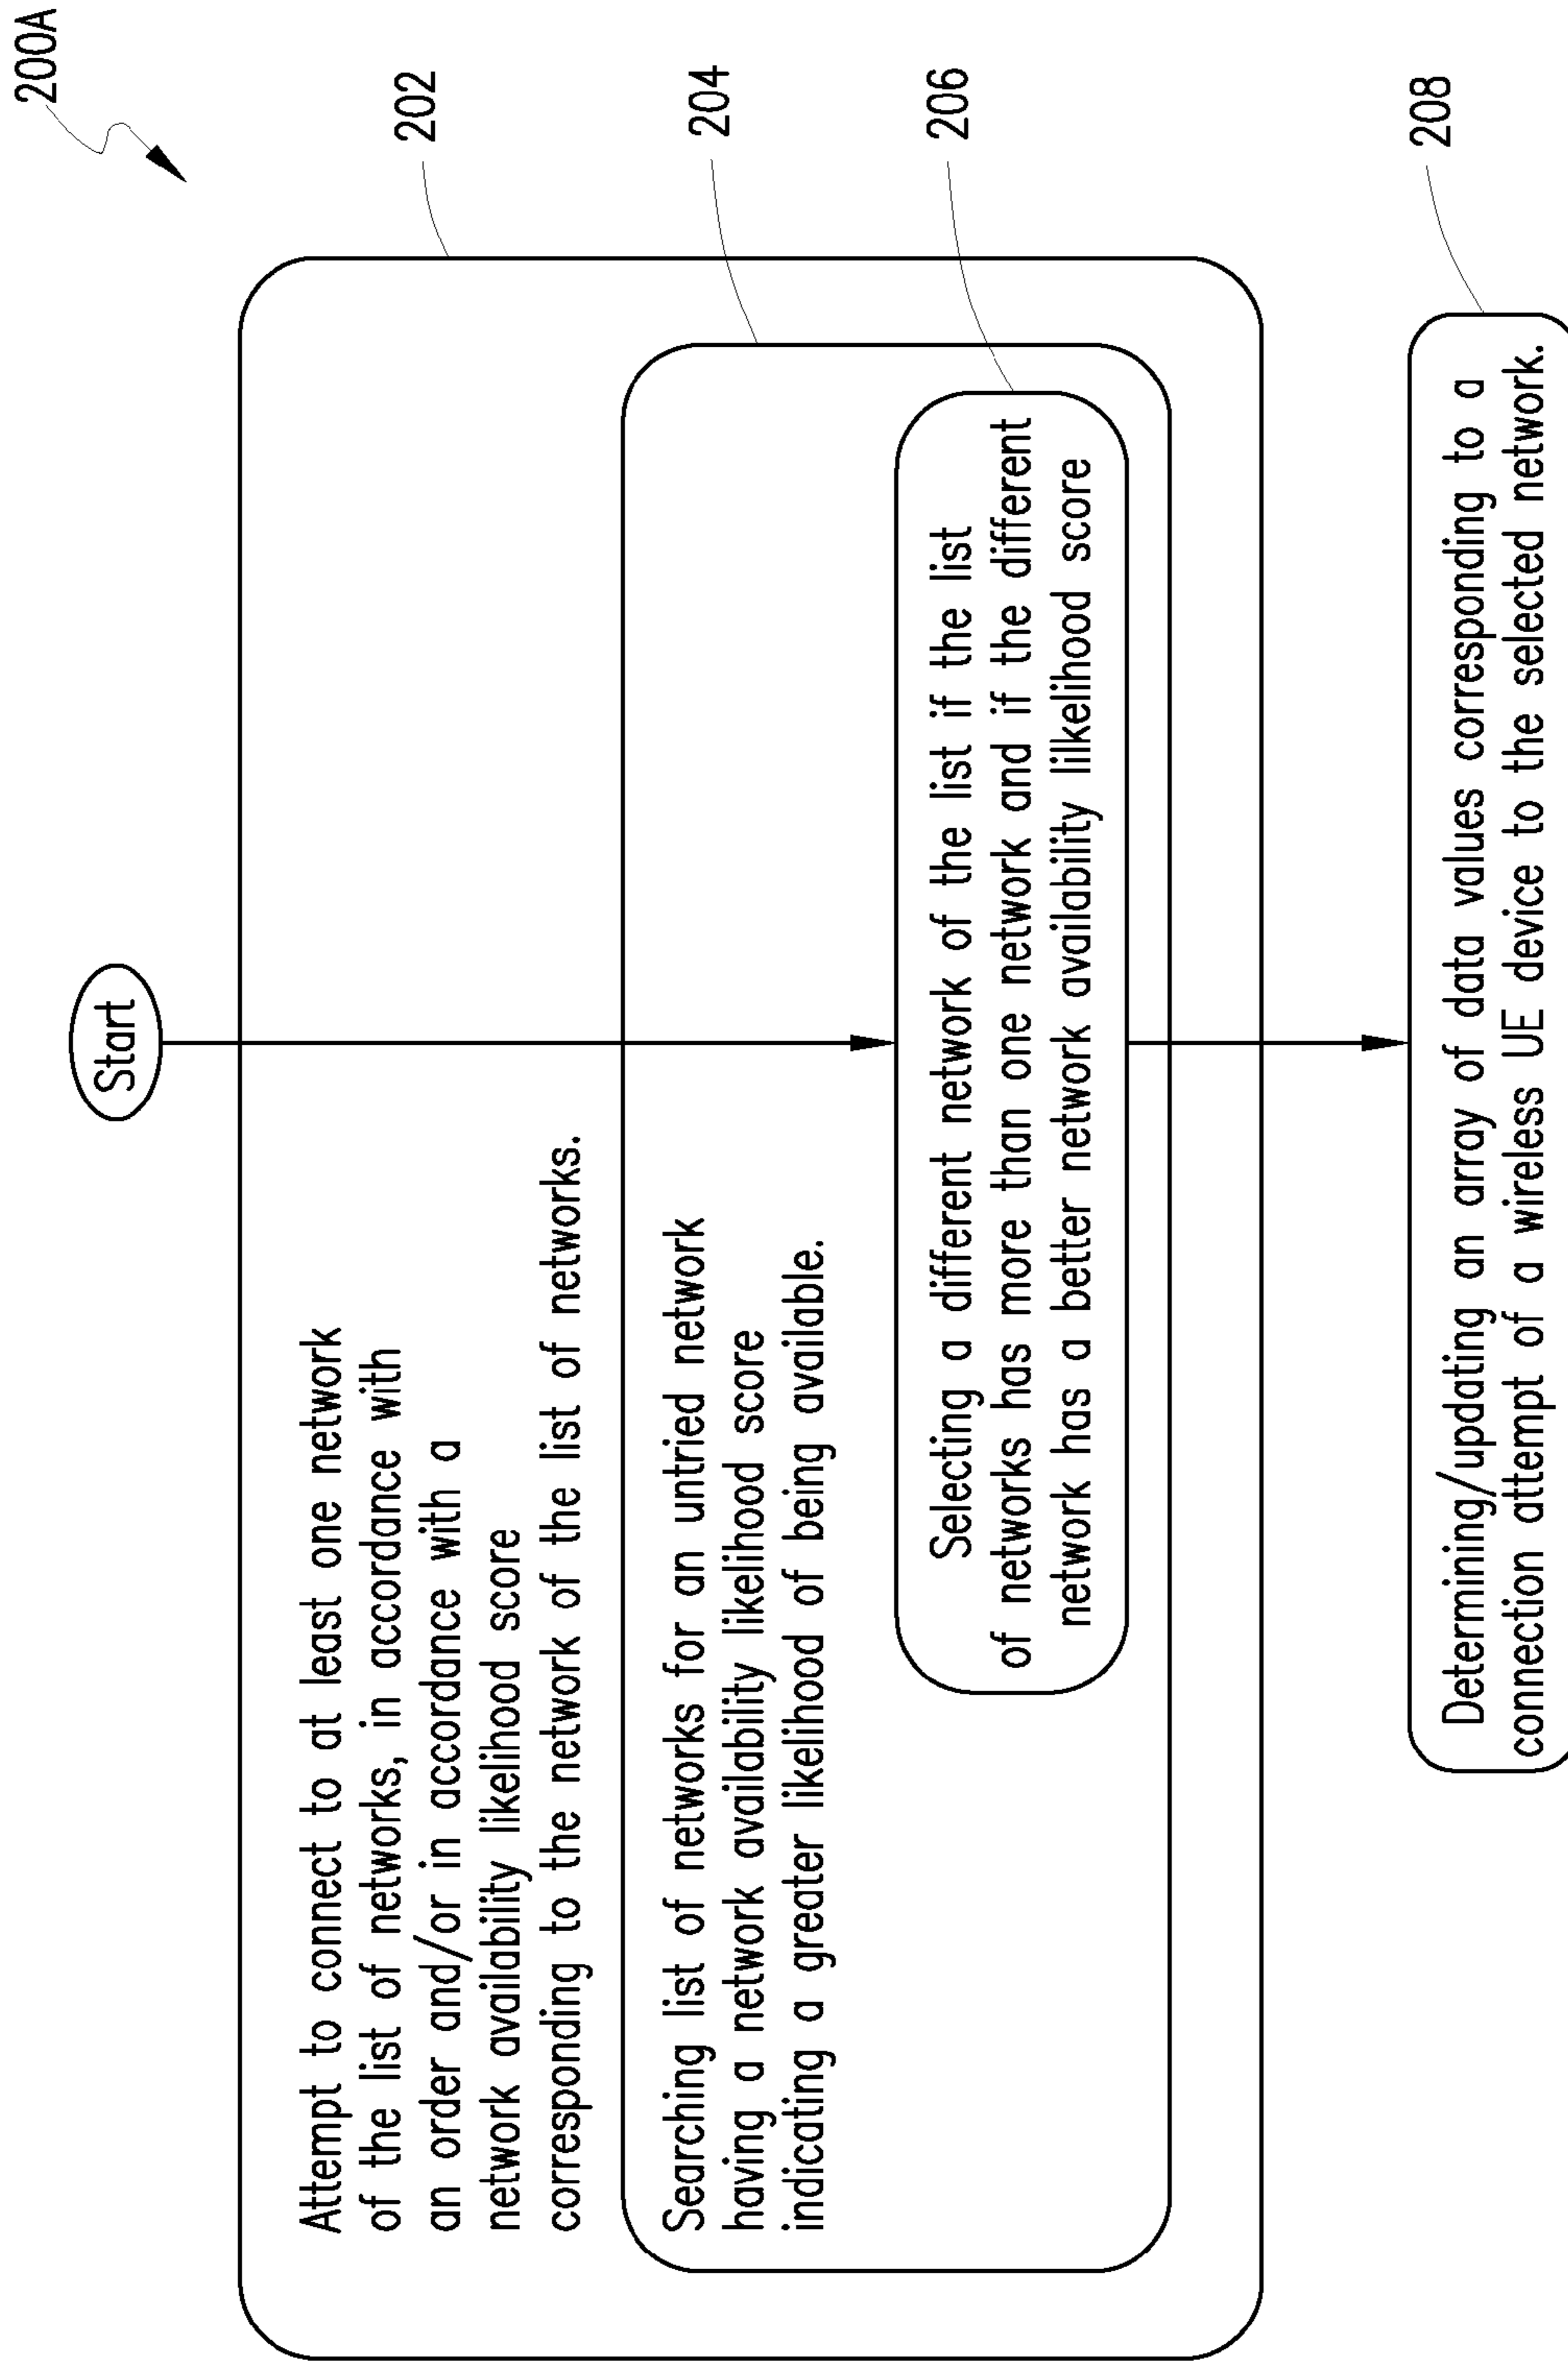 200A
Start
202
Attempt to connect to at least one network
of the list of networks, in accordance with
an order and/or in accordance with a
network availability likelihood score
corresponding to the network of the list of networks.
204
Searching list of networks for an untried network
having a network availability likelihood score
indicating a greater likelihood of being available.
206
Selecting a different network of the list if the list
of networks has more than one network and if the different
network has a better network availability lilkelihood score
208
Determining/updating an array of data values corresponding to a
connection attempt of a wireless UE device to the selected network.